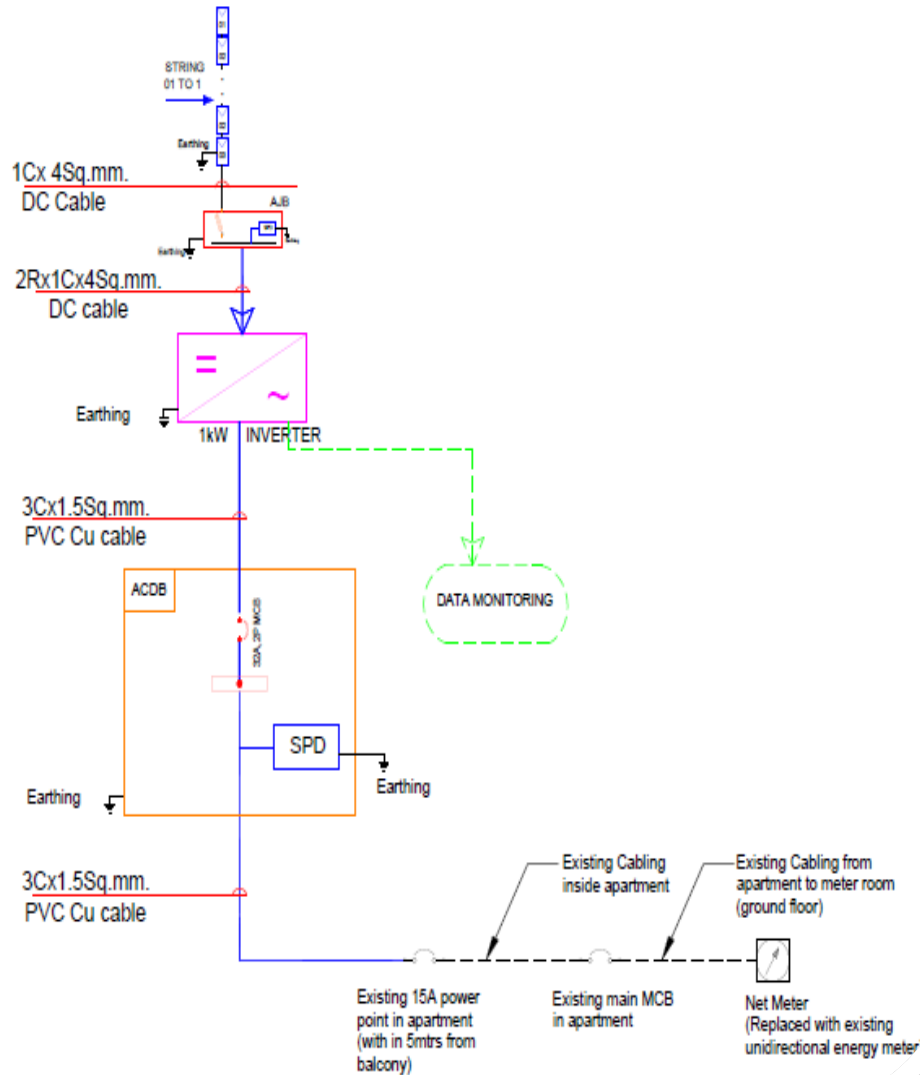 STRING
01 TO 1
Earthing
1Cx 4Sq.mm.
DC Cable
AJB
Earthing
2Rx1Cx4Sq.mm.
DC cable
=
~
Earthing
1kW INVERTER
3Cx1.5Sq.mm.
PVC Cu cable
ACDB
32A, 2P MCB
DATA MONITORING
SPD
Earthing
Earthing
3Cx1.5Sq.mm.
PVC Cu cable
Existing Cabling
inside apartment
Existing Cabling from
apartment to meter room
(ground floor)
Existing 15A power
point in apartment
(with in 5mtrs from
balcony)
Existing main MCB
in apartment
Net Meter
(Replaced with existing
unidirectional energy meter